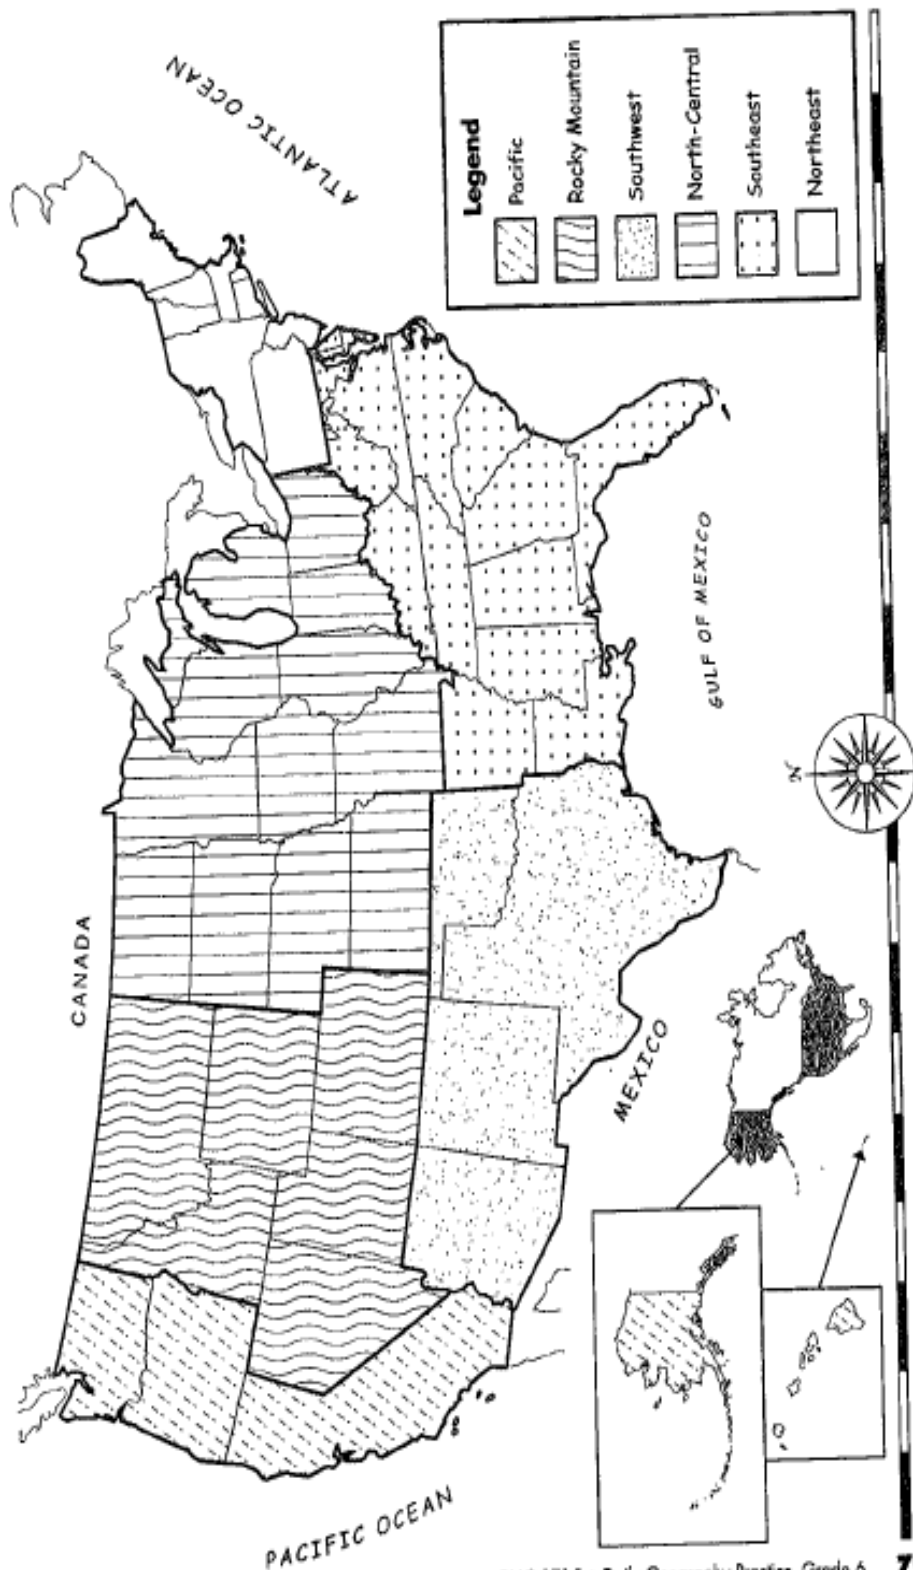 CANADA
ATLANTIC OCEAN
PACIFIC OCEAN
MEXICO
GULF OF MEXICO
N
Legend
Pacific
Rocky Mountain
Southwest
North-Central
Southeast
Northeast
Geography Practice, Grade 6
7